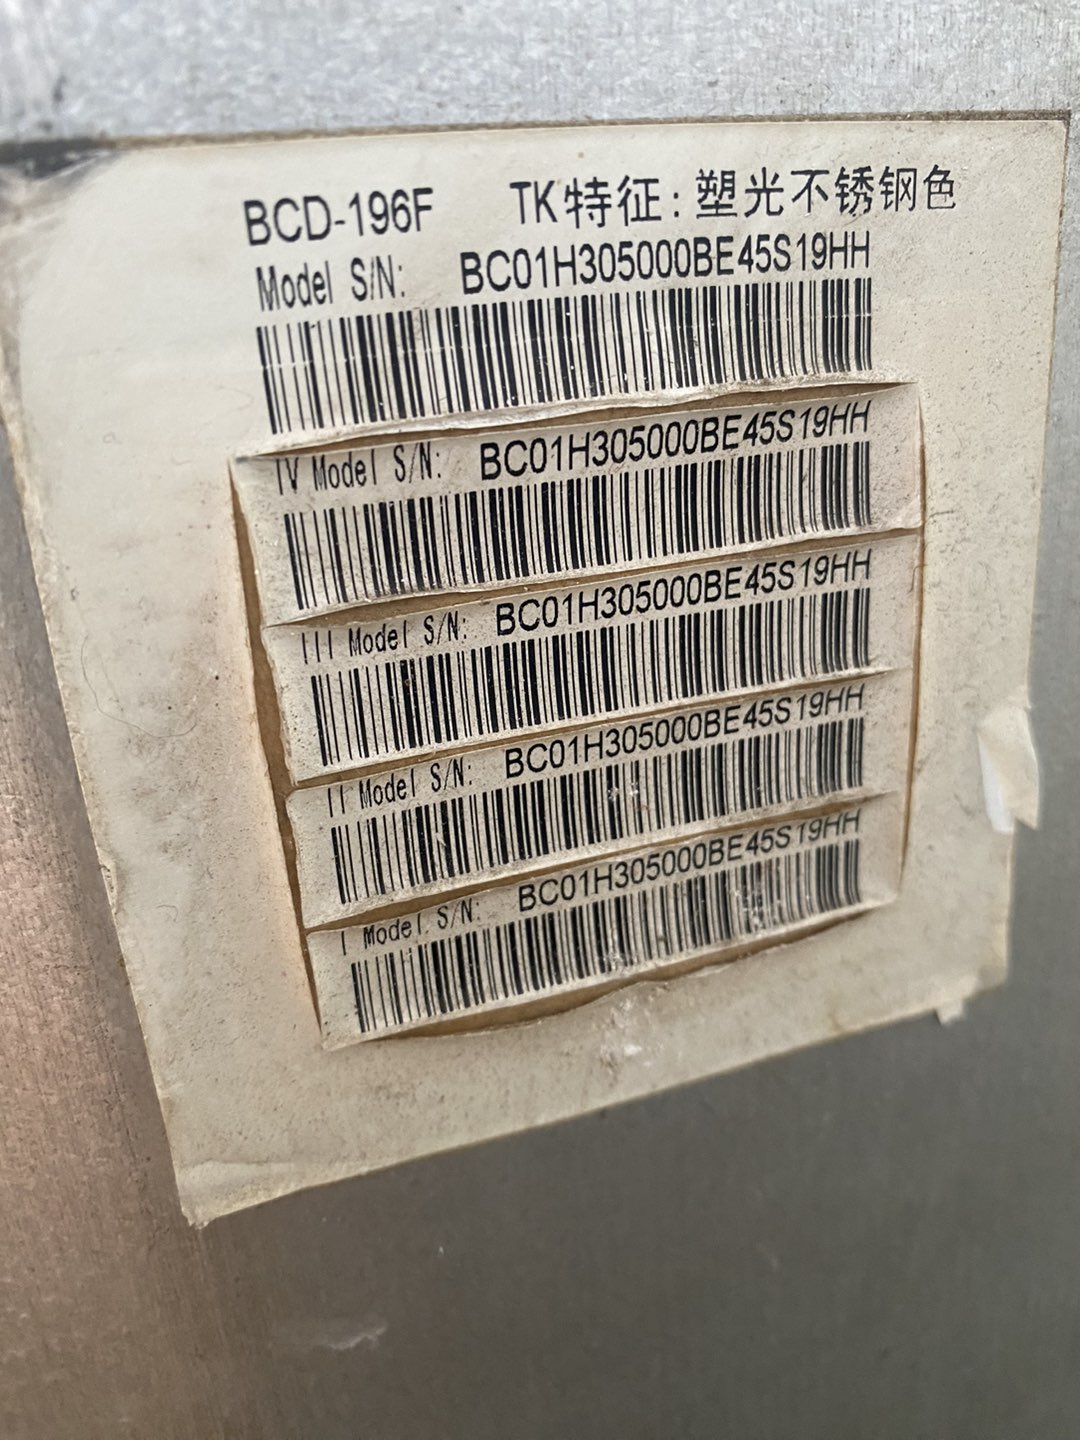 BCD-196F TK特征:塑光不锈钢色
Model S/N: BC01H305000BE45S19HH
IV Model S/N: BC01H305000BE45S19HH
III Model S/N: BC01H305000BE45S19HH
II Model S/N: BC01H305000BE45S19HH
I Model S/N: BC01H305000BE45S19HH